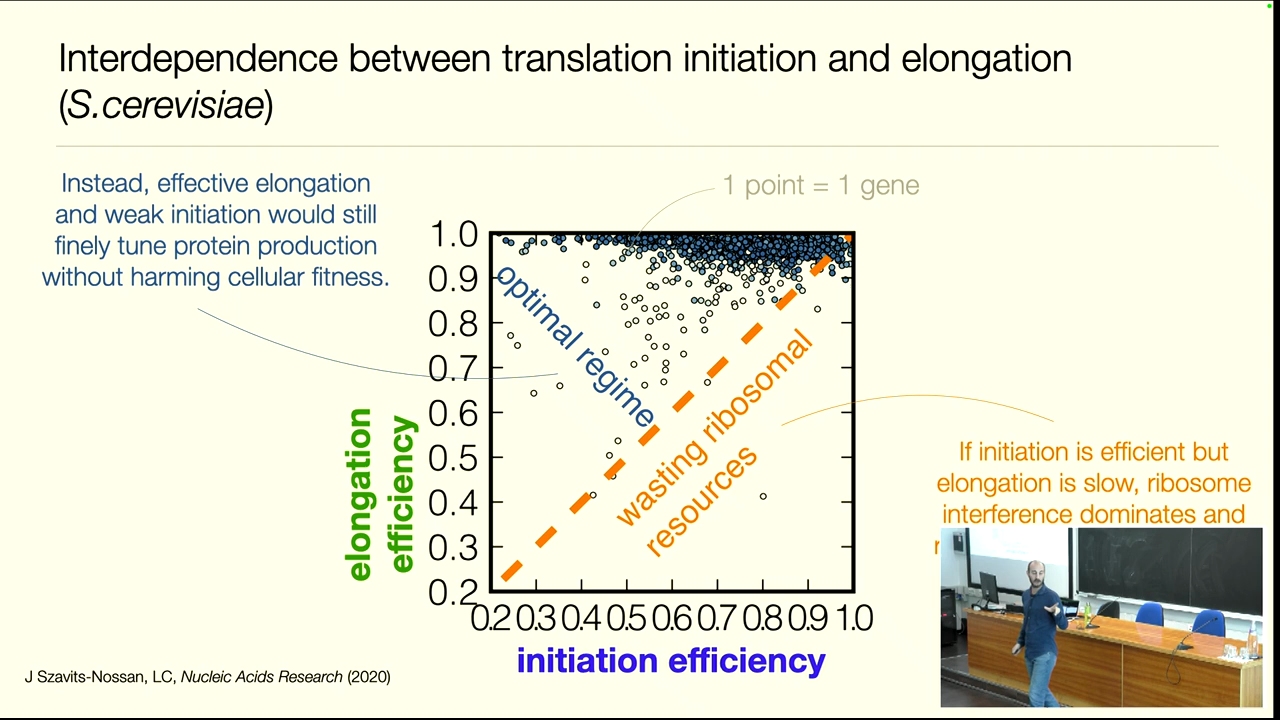 Interdependence between translation initiation and elongation
(S.cerevisiae)
Instead, effective elongation
and weak initiation would still
finely tune protein production
without harming cellular fitness.
1 point = 1 gene
1.0
0.9
0.8
0.7
0.6
0.5
0.4
0.3
0.2
0.2 0.3 0.4 0.5 0.6 0.7 0.8 0.9 1.0
elongation
efficiency
initiation efficiency
optimal regime
wasting ribosomal
resources
If initiation is efficient but
elongation is slow, ribosome
interference dominates and
J Szavits-Nossan, LC, Nucleic Acids Research (2020)